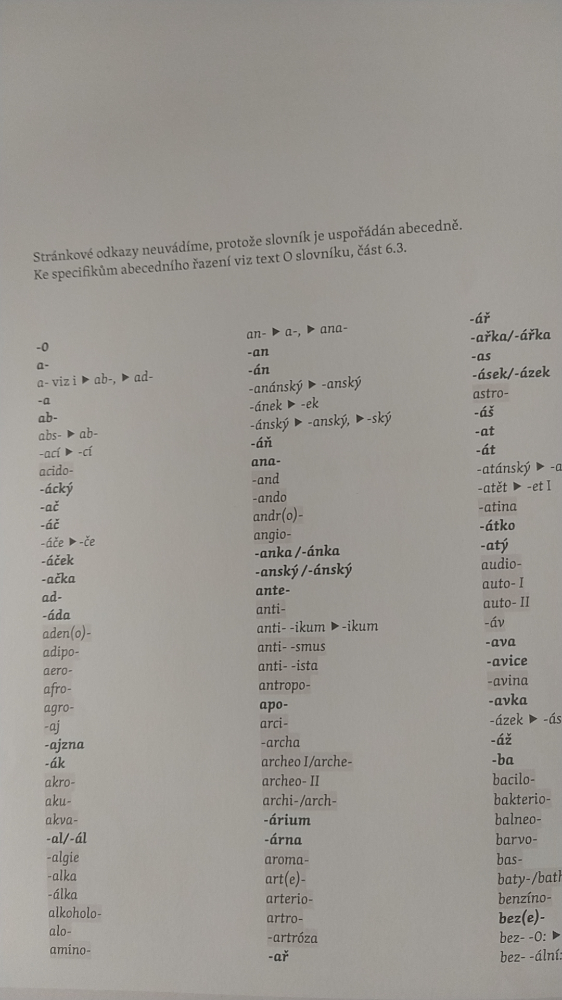 Stránkové odkazy neuvádíme, protože slovník je uspořádán abecedně.
Ke specifikům abecedního řazení viz text O slovníku, část 6.3.
-0
a-
a- viz i ▶ ab-, ▶ ad-
-a
ab-
abs- ▶ ab-
-ací ▶ -cí
acido-
-ácký
-ač
-áč
-áče ▶ -če
-áček
-ačka
ad-
-áda
aden(o)-
adipo-
aero-
afro-
agro-
-aj
-ajzna
-ák
akro-
aku-
akva-
-al/-ál
-algie
-alka
-álka
alkoholo-
alo-
amino-
an- ▶ a-, ▶ ana-
-an
-án
-anánský ▶ -anský
-ánek ▶ -ek
-ánský ▶ -anský, ▶ -ský
-áň
ana-
-and
-ando
andr(o)-
angio-
-anka /-ánka
-anský /-ánský
ante-
anti-
anti- -ikum ▶ -ikum
anti- -smus
anti- -ista
antropo-
apo-
arci-
-archa
archeo I/arche-
archeo- II
archi-/arch-
-árium
-árna
aroma-
art(e)-
arterio-
artro-
-artróza
-ař
-ář
-ařka/-ářka
-as
-ásek/-ázek
astro-
-áš
-at
-át
-atánský ▶ -a
-atět ▶ -et I
-atina
-átko
-atý
audio-
auto- I
auto- II
-áv
-ava
-avice
-avina
-avka
-ázek ▶ -ás
-áž
-ba
bacilo-
bakterio-
balneo-
barvo-
bas-
baty-/bath
benzíno-
bez(e)-
bez- -0: ▶
bez- -ální: